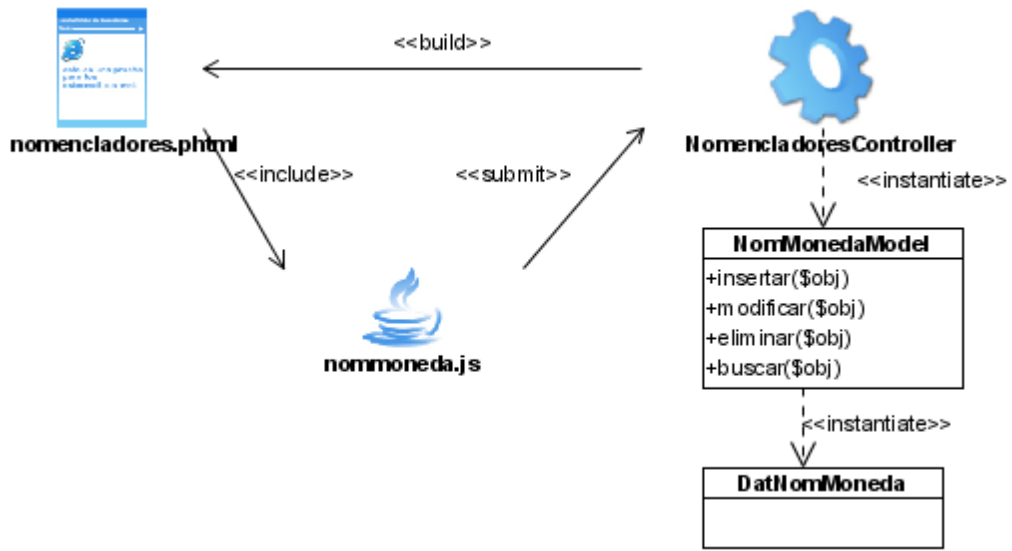 <<build>>
nomencladores.phtml
NomencladoresController
<<include>>
<<submit>>
<<instantiate>>
NomMonedaModel
+insertar($obj)
+modificar($obj)
+eliminar($obj)
+buscar($obj)
nommoneda.js
<<instantiate>>
DatNomMoneda